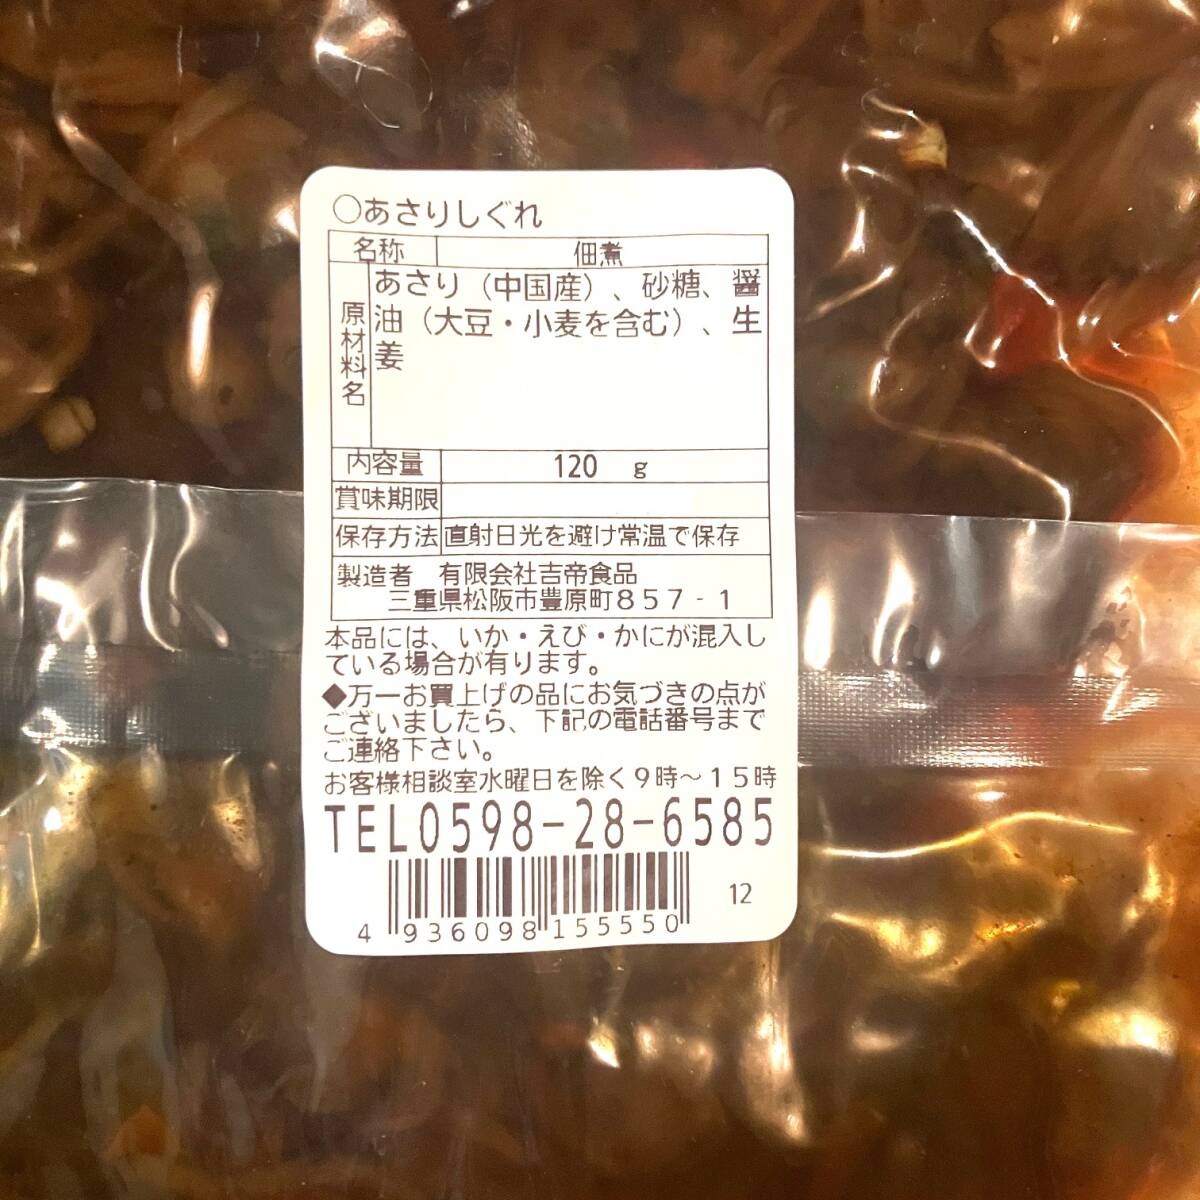 ○あさりしぐれ
名称 佃煮
原材料名 あさり（中国産）、砂糖、醤
油（大豆・小麦を含む）、生
姜
内容量 120 g
賞味期限
保存方法 直射日光を避け常温で保存
製造者 有限会社吉帝食品
三重県松阪市豊原町857-1
本品には、いか・えび・かにが混入し
ている場合が有ります。
◆万一お買上げの品にお気づきの点が
ございましたら、下記の電話番号まで
ご連絡下さい。
お客様相談室水曜日を除く9時～15時
TEL0598-28-6585
12
4 936098 155550